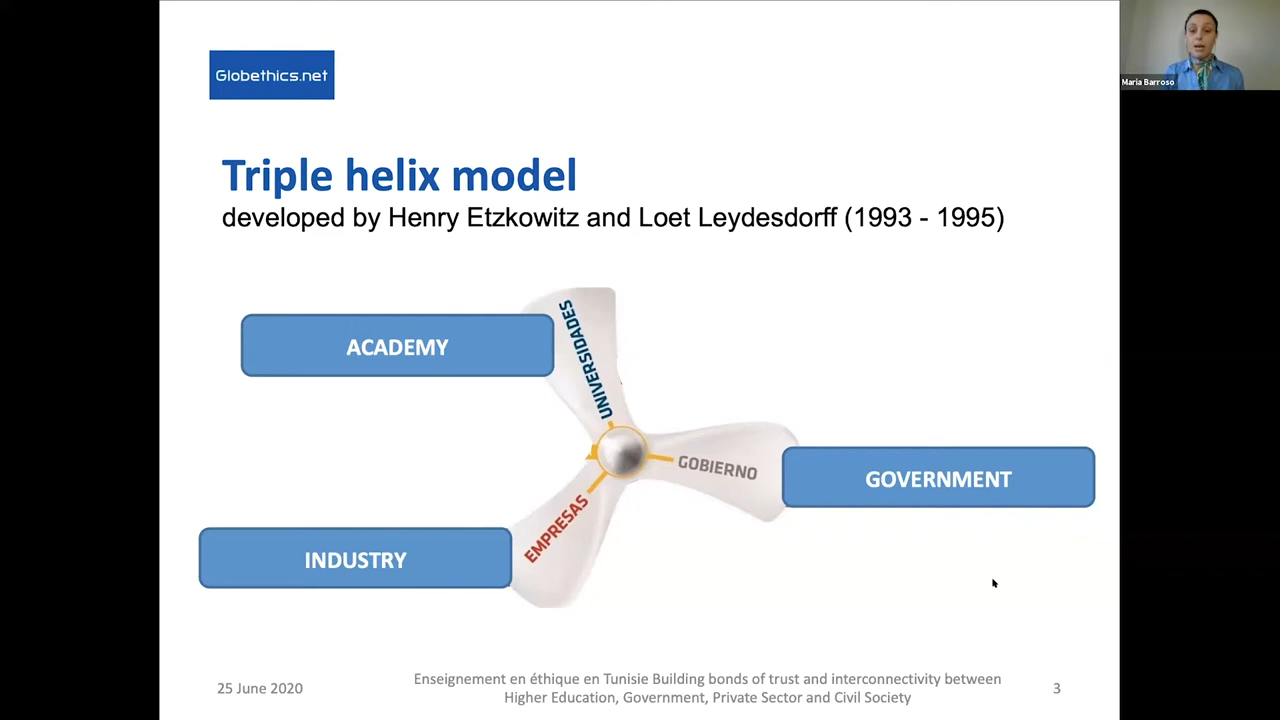 Globethics.net
Maria Barroso
Triple helix model
developed by Henry Etzkowitz and Loet Leydesdorff (1993 - 1995)
UNIVERSIDADES
ACADEMY
GOBIERNO
GOVERNMENT
EMPRESAS
INDUSTRY
25 June 2020
Enseignement en éthique en Tunisie Building bonds of trust and interconnectivity between
Higher Education, Government, Private Sector and Civil Society
3